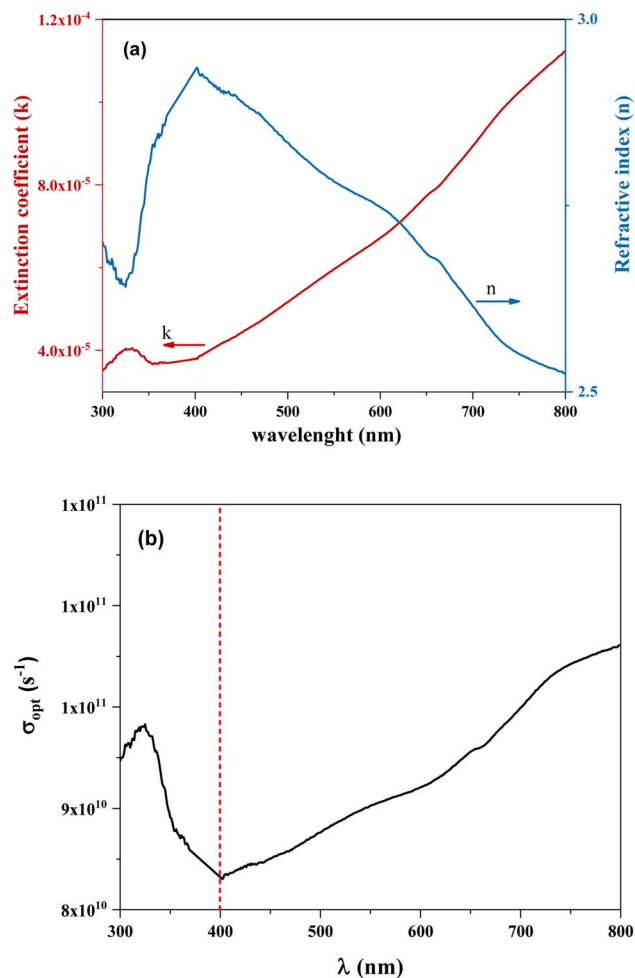 (a)
1.2x10⁻⁴
8.0x10⁻⁵
4.0x10⁻⁵
Extinction coefficient (k)
3.0
2.5
Refractive index (n)
n
k
300 400 500 600 700 800
wavelenght (nm)
(b)
1x10¹¹
1x10¹¹
1x10¹¹
9x10¹⁰
8x10¹⁰
σopt (s⁻¹)
300 400 500 600 700 800
λ (nm)